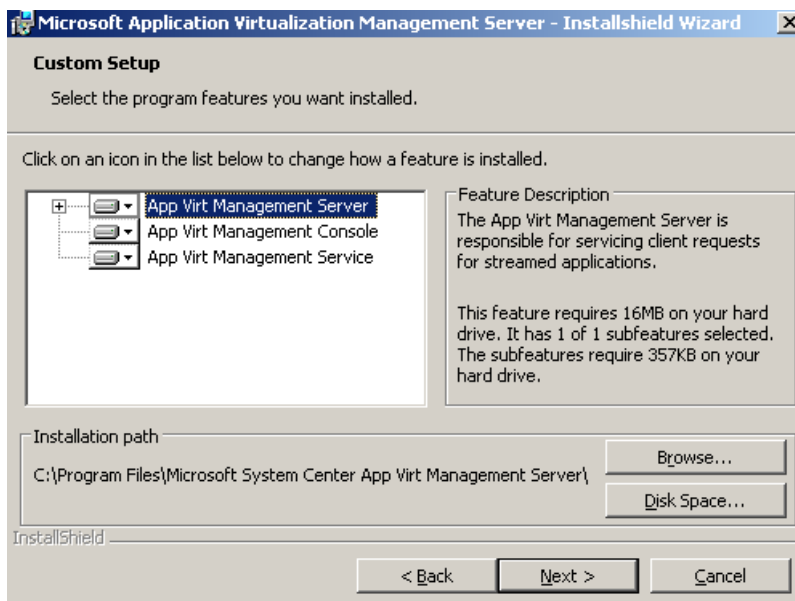 Microsoft Application Virtualization Management Server - Installshield Wizard
Custom Setup
Select the program features you want installed.
Click on an icon in the list below to change how a feature is installed.
App Virt Management Server
App Virt Management Console
App Virt Management Service
Feature Description
The App Virt Management Server is
responsible for servicing client requests
for streamed applications.
This feature requires 16MB on your hard
drive. It has 1 of 1 subfeatures selected.
The subfeatures require 357KB on your
hard drive.
Installation path
C:\Program Files\Microsoft System Center App Virt Management Server\
Browse...
Disk Space...
InstallShield
< Back
Next >
Cancel